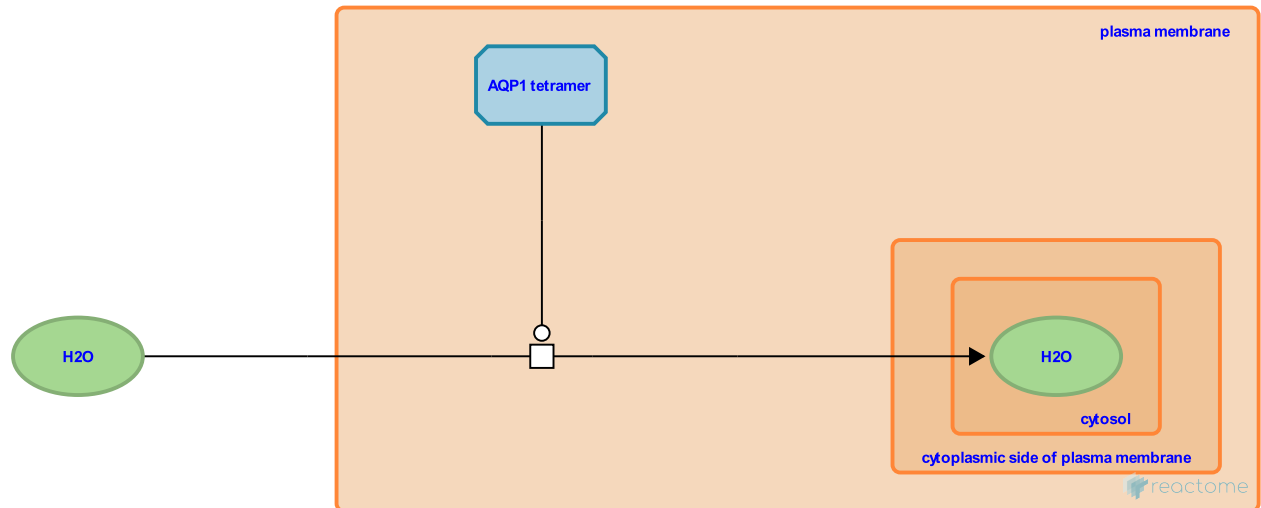 plasma membrane
AQP1 tetramer
H2O
H2O
cytosol
cytoplasmic side of plasma membrane
reactome